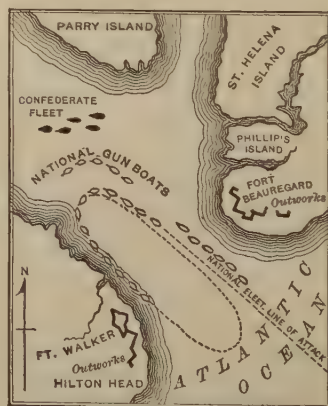 PARRY ISLAND
ST. HELENA
ISLAND
CONFEDERATE
FLEET
NATIONAL GUN BOATS
PHILLIP'S
ISLAND
FORT
BEAUREGARD
Outworks
NATIONAL FLEET, LINE OF ATTACK
N
FT. WALKER
Outworks
HILTON HEAD
ATLANTIC
OCEAN